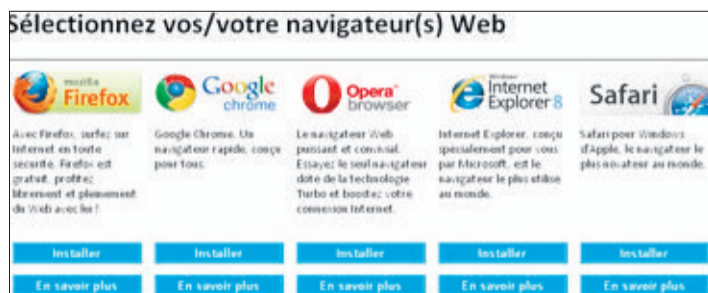 Sélectionnez vos/votre navigateur(s) Web
mozilla
Firefox
Google
chrome
Opera
browser
Windows
Internet
Explorer 8
Safari
Avec Firefox, surfez sur
Internet en toute
securite. Firefox est
gratuit, profitez
librement et pleinement
du Web avec lui !
Google Chrome. Un
navigateur rapide, conçu
pour tous.
Le navigateur Web
puissant et convivial.
Essayez le seul navigateur
dote de la technologie
Turbo et boostez votre
connexion Internet.
Internet Explorer, conçu
specialement pour vous
par Microsoft, est le
navigateur le plus utilise
au monde.
Safari pour Windows
d'Apple, le navigateur le
plus novateur au monde.
Installer
Installer
Installer
Installer
Installer
En savoir plus
En savoir plus
En savoir plus
En savoir plus
En savoir plus